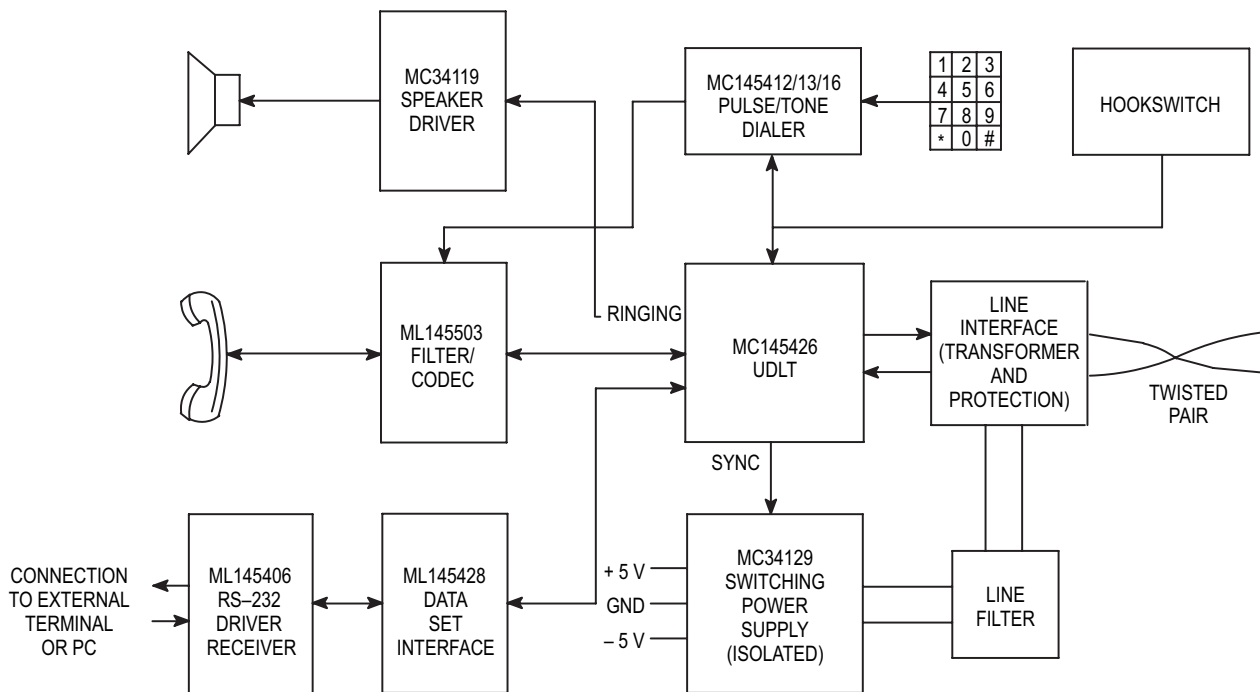 MC34119
SPEAKER
DRIVER
MC145412/13/16
PULSE/TONE
DIALER
1 2 3
4 5 6
7 8 9
* 0 #
HOOKSWITCH
RINGING
ML145503
FILTER/
CODEC
MC145426
UDLT
LINE
INTERFACE
(TRANSFORMER
AND
PROTECTION)
TWISTED
PAIR
SYNC
CONNECTION
TO EXTERNAL
TERMINAL
OR PC
ML145406
RS–232
DRIVER
RECEIVER
ML145428
DATA
SET
INTERFACE
+ 5 V
GND
– 5 V
MC34129
SWITCHING
POWER
SUPPLY
(ISOLATED)
LINE
FILTER